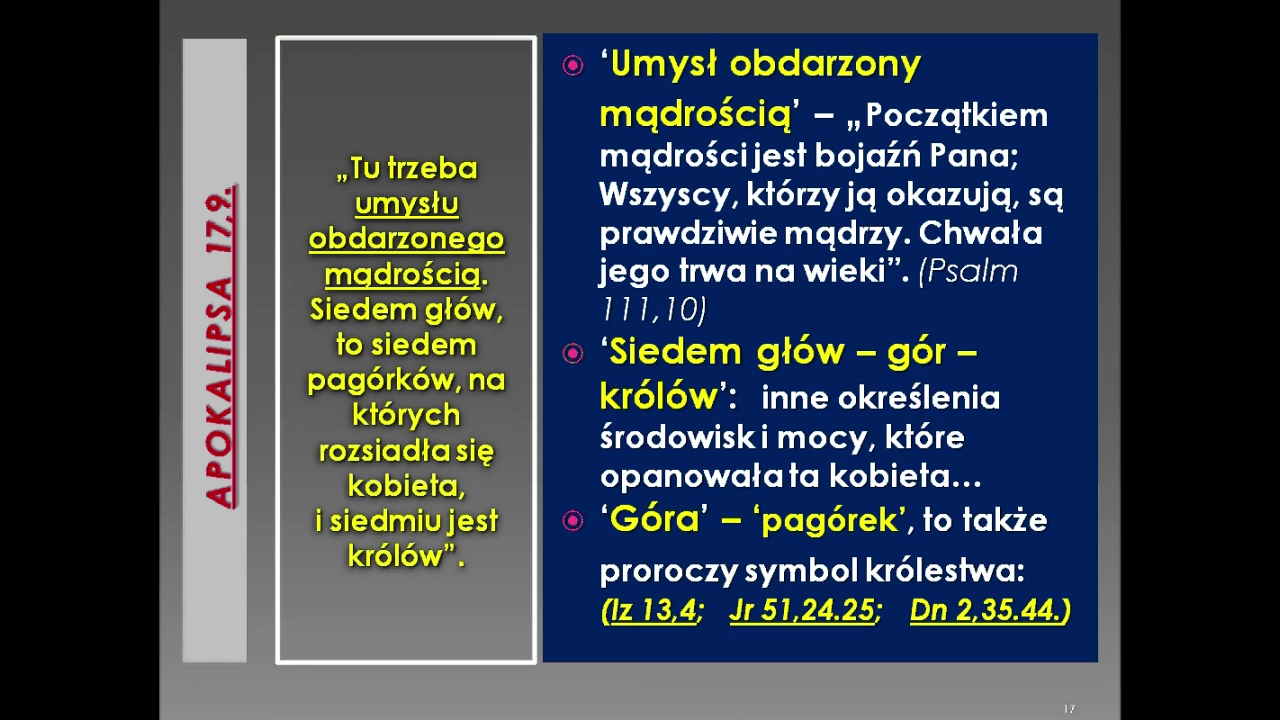 APOKALIPSA 17,9.
„Tu trzeba
umysłu
obdarzonego
mądrością.
Siedem głów,
to siedem
pagórków, na
których
rozsiadła się
kobieta,
i siedmiu jest
królów”.
‘Umysł obdarzony
mądrością’ – „Początkiem
mądrości jest bojaźń Pana;
Wszyscy, którzy ją okazują, są
prawdziwie mądrzy. Chwała
jego trwa na wieki”. (Psalm
111,10)
‘Siedem głów – gór –
królów’: inne określenia
środowisk i mocy, które
opanowała ta kobieta...
‘Góra’ – ‘pagórek’, to także
proroczy symbol królestwa:
(Iz 13,4; Jr 51,24.25; Dn 2,35.44.)
17